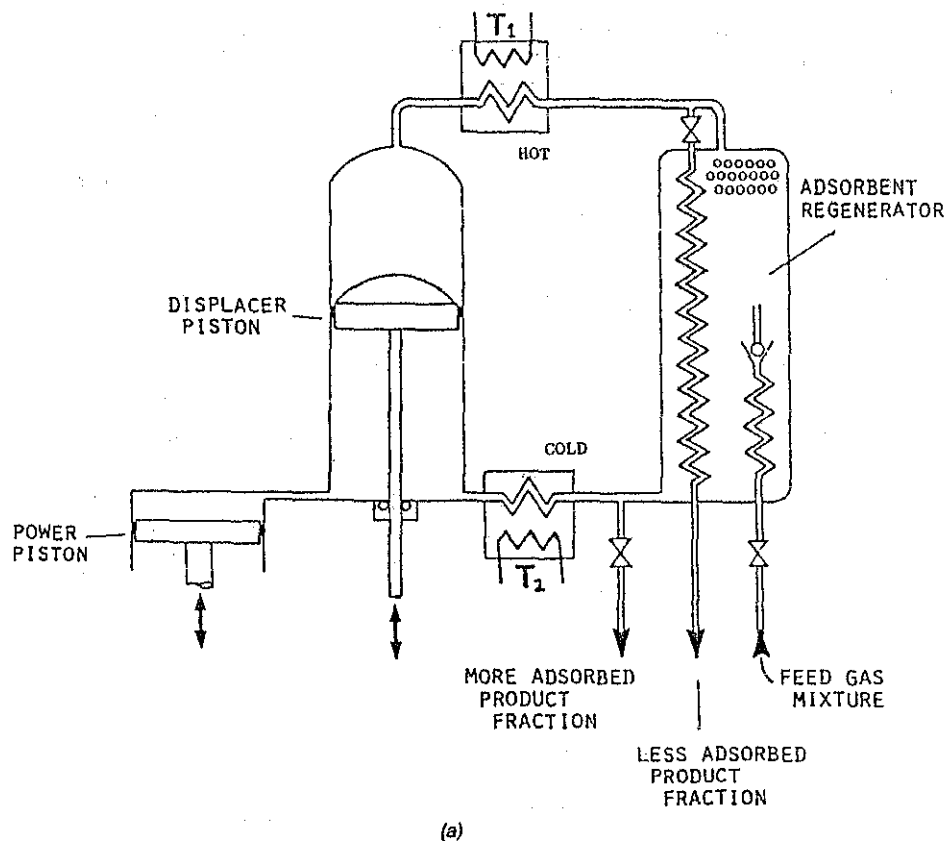 T1
HOT
ADSORBENT
REGENERATOR
DISPLACER
PISTON
COLD
POWER
PISTON
T2
MORE ADSORBED
PRODUCT
FRACTION
FEED GAS
MIXTURE
LESS ADSORBED
PRODUCT
FRACTION
(a)